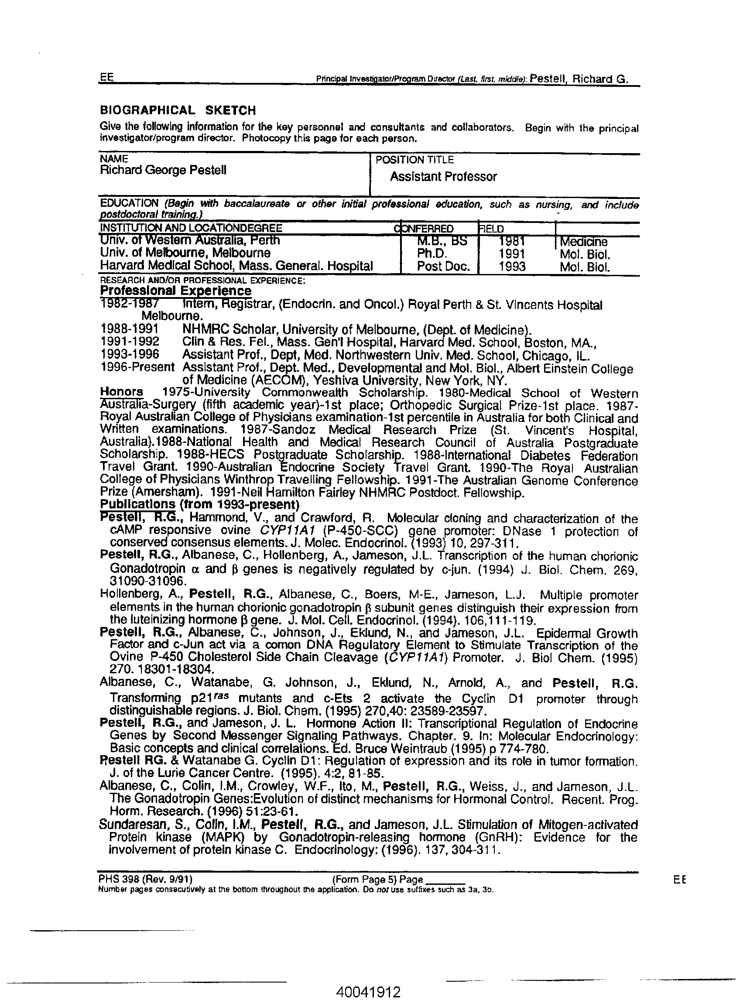 EE Principal Investigator/Program Director (Last, first, middle): Pestell, Richard G.
BIOGRAPHICAL SKETCH
Give the following information for the key personnel and consultants and collaborators. Begin with the principal
investigator/program director. Photocopy this page for each person.
NAME POSITION TITLE
Richard George Pestell Assistant Professor
EDUCATION (Begin with baccalaureate or other initial professional education, such as nursing, and include
postdoctoral training.)
INSTITUTION AND LOCATIONDEGREE CONFERRED FIELD
Univ. of Western Australia, Perth M.B., BS 1981 Medicine
Univ. of Melbourne, Melbourne Ph.D. 1991 Mol. Biol.
Harvard Medical School, Mass. General. Hospital Post Doc. 1993 Mol. Biol.
RESEARCH AND/OR PROFESSIONAL EXPERIENCE:
Professional Experience
1982-1987 Intern, Registrar, (Endocrin. and Oncol.) Royal Perth & St. Vincents Hospital
Melbourne.
1988-1991 NHMRC Scholar, University of Melbourne, (Dept. of Medicine).
1991-1992 Clin & Res. Fel., Mass. Gen'l Hospital, Harvard Med. School, Boston, MA.,
1993-1996 Assistant Prof., Dept, Med. Northwestern Univ. Med. School, Chicago, IL.
1996-Present Assistant Prof., Dept. Med., Developmental and Mol. Biol., Albert Einstein College
of Medicine (AECOM), Yeshiva University, New York, NY.
Honors 1975-University Commonwealth Scholarship. 1980-Medical School of Western
Australia-Surgery (fifth academic year)-1st place; Orthopedic Surgical Prize-1st place. 1987-
Royal Australian College of Physicians examination-1st percentile in Australia for both Clinical and
Written examinations. 1987-Sandoz Medical Research Prize (St. Vincent's Hospital,
Australia).1988-National Health and Medical Research Council of Australia Postgraduate
Scholarship. 1988-HECS Postgraduate Scholarship. 1988-International Diabetes Federation
Travel Grant. 1990-Australian Endocrine Society Travel Grant. 1990-The Royal Australian
College of Physicians Winthrop Travelling Fellowship. 1991-The Australian Genome Conference
Prize (Amersham). 1991-Neil Hamilton Fairley NHMRC Postdoct. Fellowship.
Publications (from 1993-present)
Pestell, R.G., Hammond, V., and Crawford, R. Molecular cloning and characterization of the
cAMP responsive ovine CYP11A1 (P-450-SCC) gene promoter: DNase 1 protection of
conserved consensus elements. J. Molec. Endocrinol. (1993) 10, 297-311.
Pestell, R.G., Albanese, C., Hollenberg, A., Jameson, J.L. Transcription of the human chorionic
Gonadotropin α and β genes is negatively regulated by c-jun. (1994) J. Biol. Chem. 269,
31090-31096.
Hollenberg, A., Pestell, R.G., Albanese, C., Boers, M-E., Jameson, L.J. Multiple promoter
elements in the human chorionic gonadotropin β subunit genes distinguish their expression from
the luteinizing hormone β gene. J. Mol. Cell. Endocrinol. (1994). 106,111-119.
Pestell, R.G., Albanese, C., Johnson, J., Eklund, N., and Jameson, J.L. Epidermal Growth
Factor and c-Jun act via a comon DNA Regulatory Element to Stimulate Transcription of the
Ovine P-450 Cholesterol Side Chain Cleavage (CYP11A1) Promoter. J. Biol Chem. (1995)
270. 18301-18304.
Albanese, C., Watanabe, G. Johnson, J., Eklund, N., Arnold, A., and Pestell, R.G.
Transforming p21ras mutants and c-Ets 2 activate the Cyclin D1 promoter through
distinguishable regions. J. Biol. Chem. (1995) 270,40: 23589-23597.
Pestell, R.G., and Jameson, J. L. Hormone Action II: Transcriptional Regulation of Endocrine
Genes by Second Messenger Signaling Pathways. Chapter. 9. In: Molecular Endocrinology:
Basic concepts and clinical correlations. Ed. Bruce Weintraub (1995) p 774-780.
Pestell RG. & Watanabe G. Cyclin D1: Regulation of expression and its role in tumor formation.
J. of the Lurie Cancer Centre. (1995). 4:2, 81-85.
Albanese, C., Colin, I.M., Crowley, W.F., Ito, M., Pestell, R.G., Weiss, J., and Jameson, J.L.
The Gonadotropin Genes:Evolution of distinct mechanisms for Hormonal Control. Recent. Prog.
Horm. Research. (1996) 51:23-61.
Sundaresan, S., Colin, I.M., Pestell, R.G., and Jameson, J.L. Stimulation of Mitogen-activated
Protein kinase (MAPK) by Gonadotropin-releasing hormone (GnRH): Evidence for the
involvement of protein kinase C. Endocrinology: (1996). 137, 304-311.
PHS 398 (Rev. 9/91) (Form Page 5) Page ____ EE
Number pages consecutively at the bottom throughout the application. Do not use suffixes such as 3a, 3b.
40041912